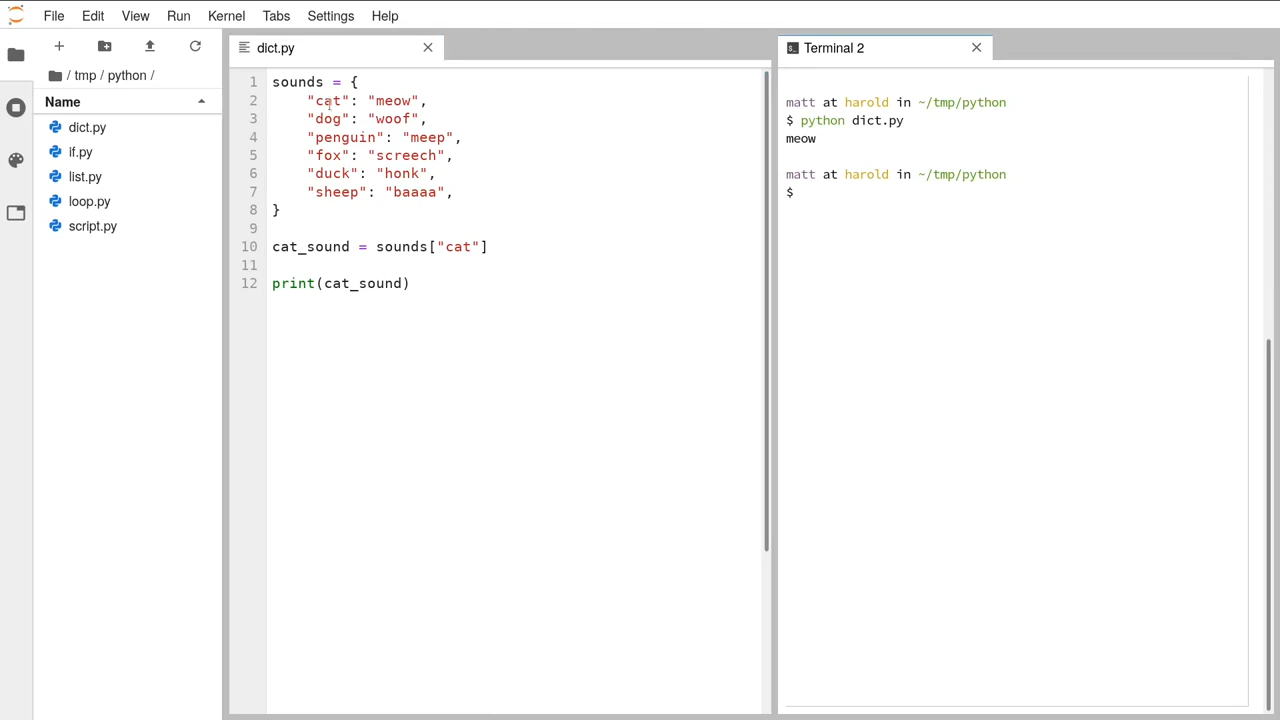 File Edit View Run Kernel Tabs Settings Help
/ tmp / python /
Name
dict.py
if.py
list.py
loop.py
script.py
dict.py
1 sounds = {
2     "cat": "meow",
3     "dog": "woof",
4     "penguin": "meep",
5     "fox": "screech",
6     "duck": "honk",
7     "sheep": "baaaa",
8 }
9
10 cat_sound = sounds["cat"]
11
12 print(cat_sound)
Terminal 2
matt at harold in ~/tmp/python
$ python dict.py
meow
matt at harold in ~/tmp/python
$